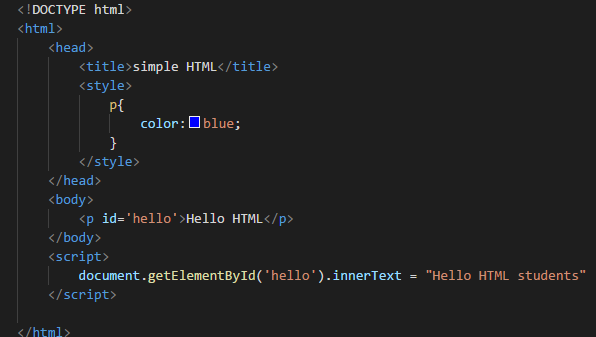 <!DOCTYPE html>
<html>
    <head>
        <title>simple HTML</title>
        <style>
            p{
                color:blue;
            }
        </style>
    </head>
    <body>
        <p id='hello'>Hello HTML</p>
    </body>
    <script>
        document.getElementById('hello').innerText = "Hello HTML students"
    </script>

</html>